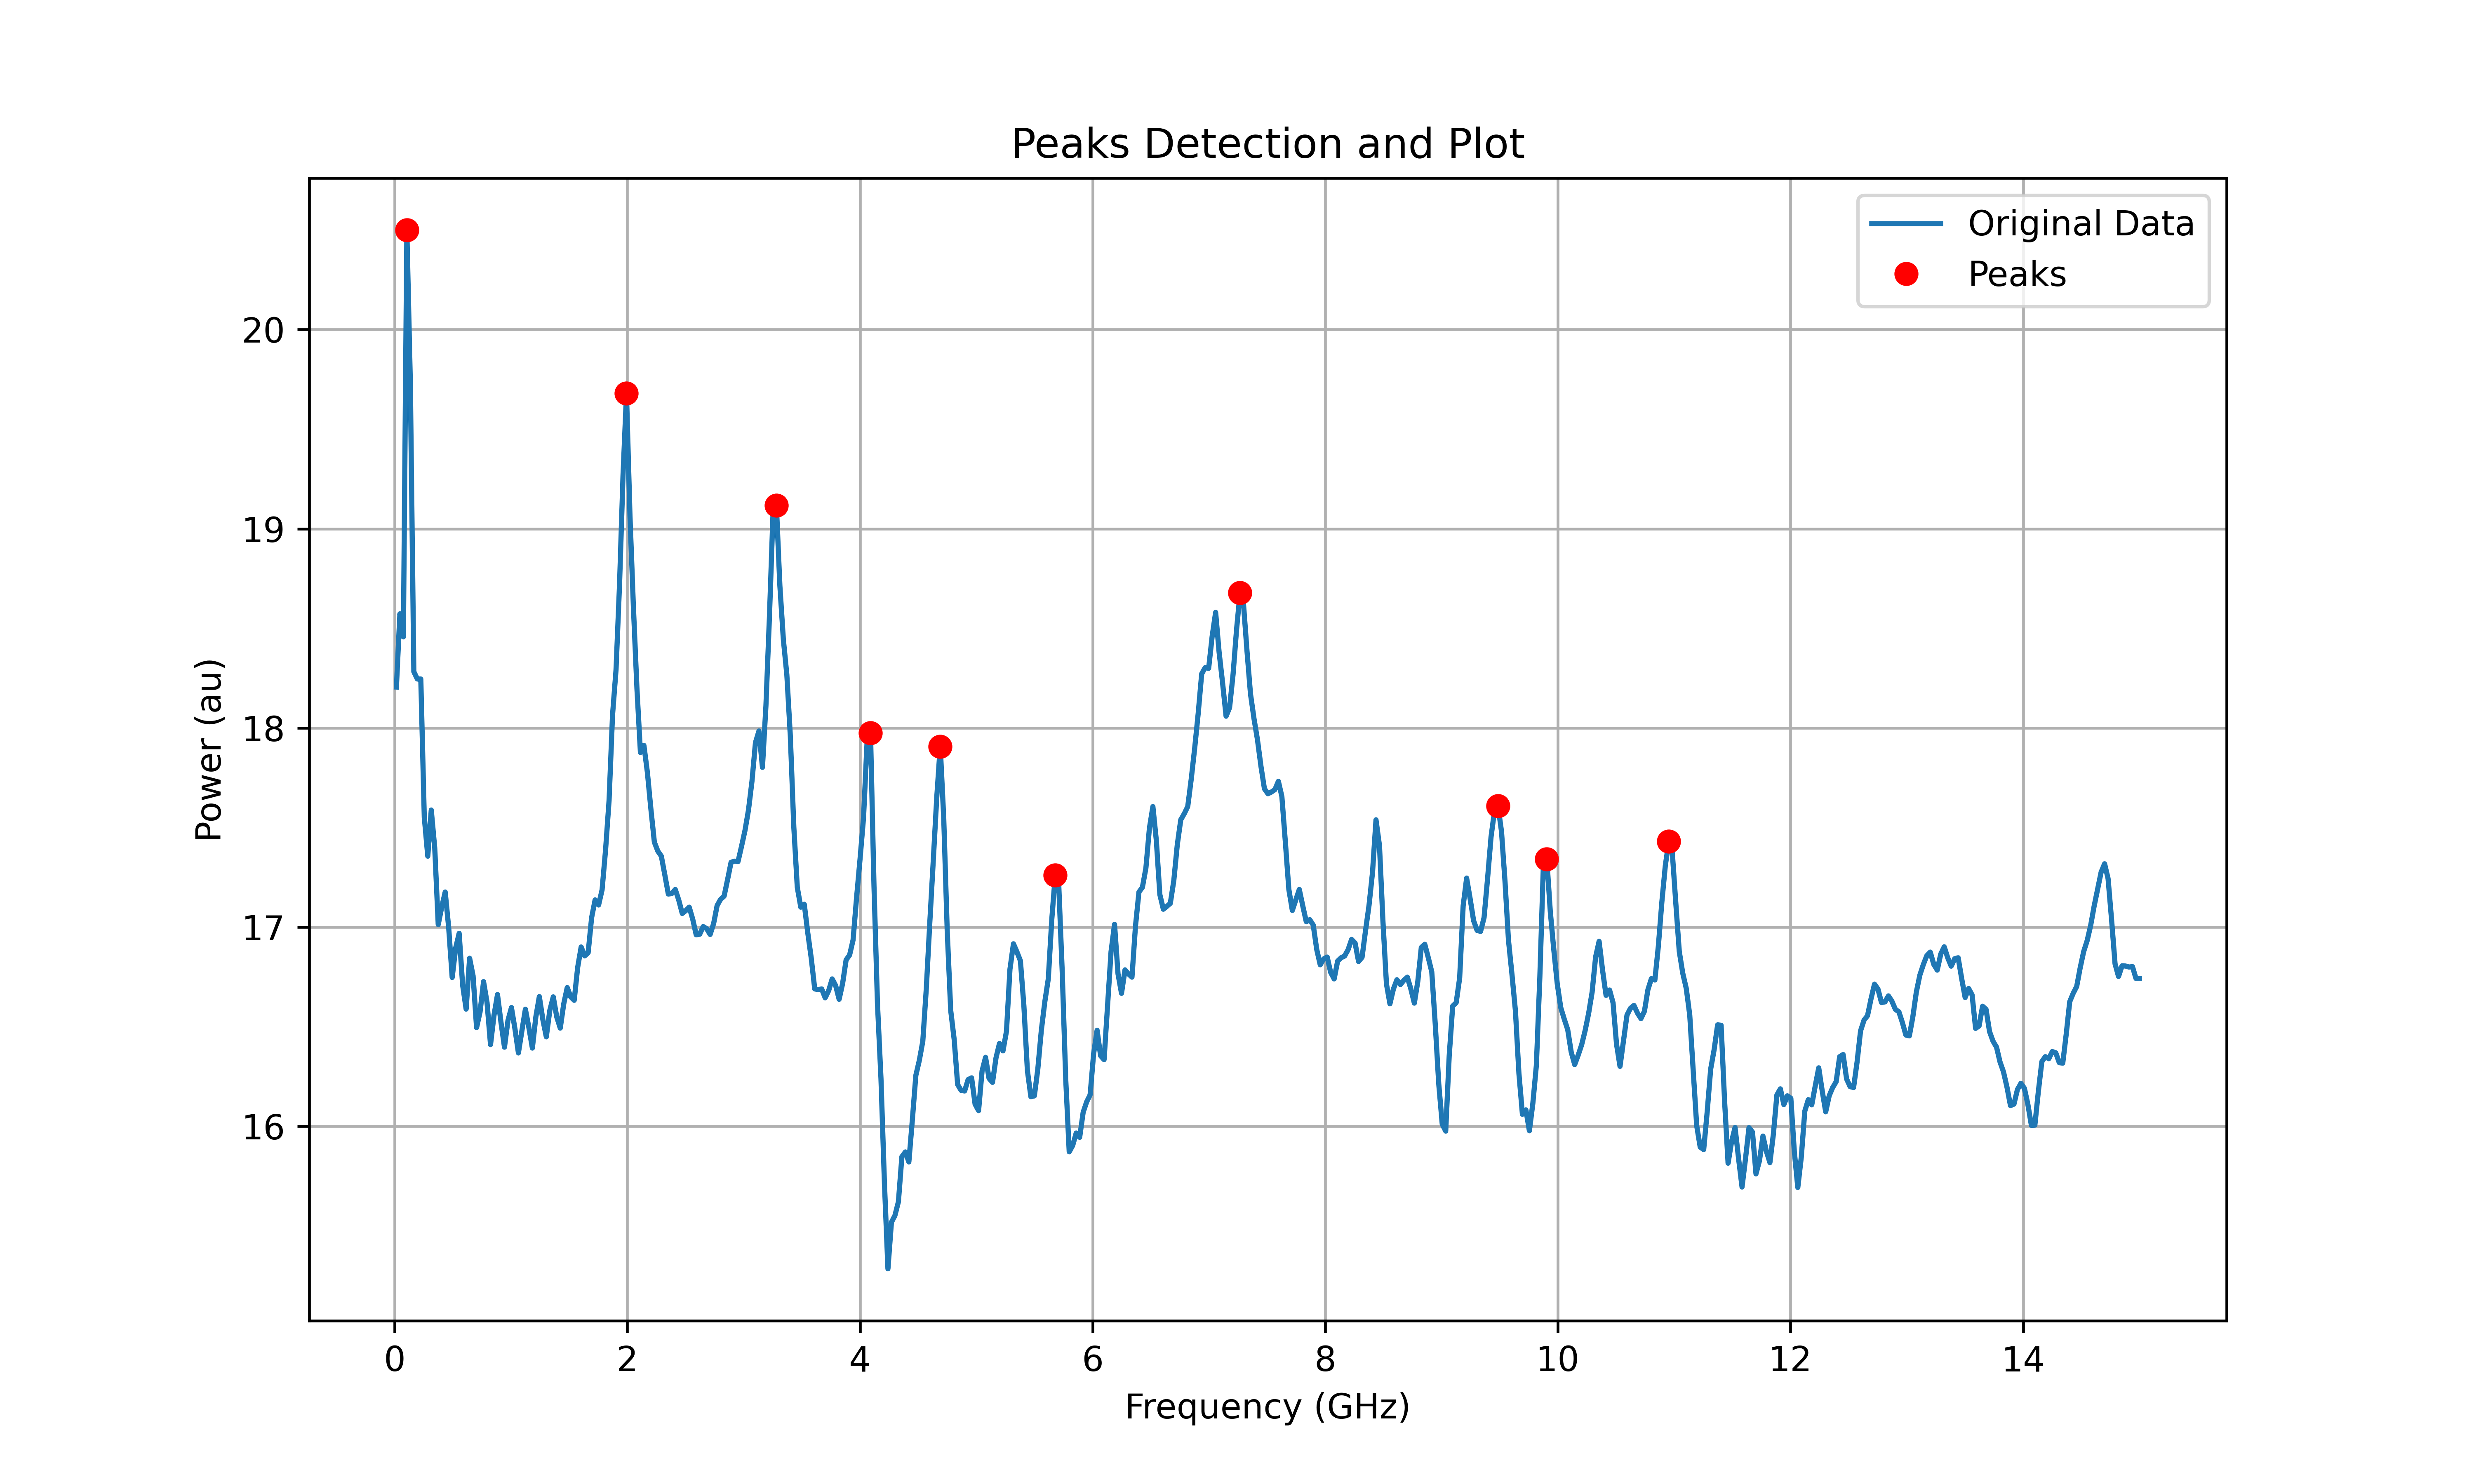 Peaks Detection and Plot
Original Data
Peaks
20
19
18
17
16
Power (au)
0 2 4 6 8 10 12 14
Frequency (GHz)